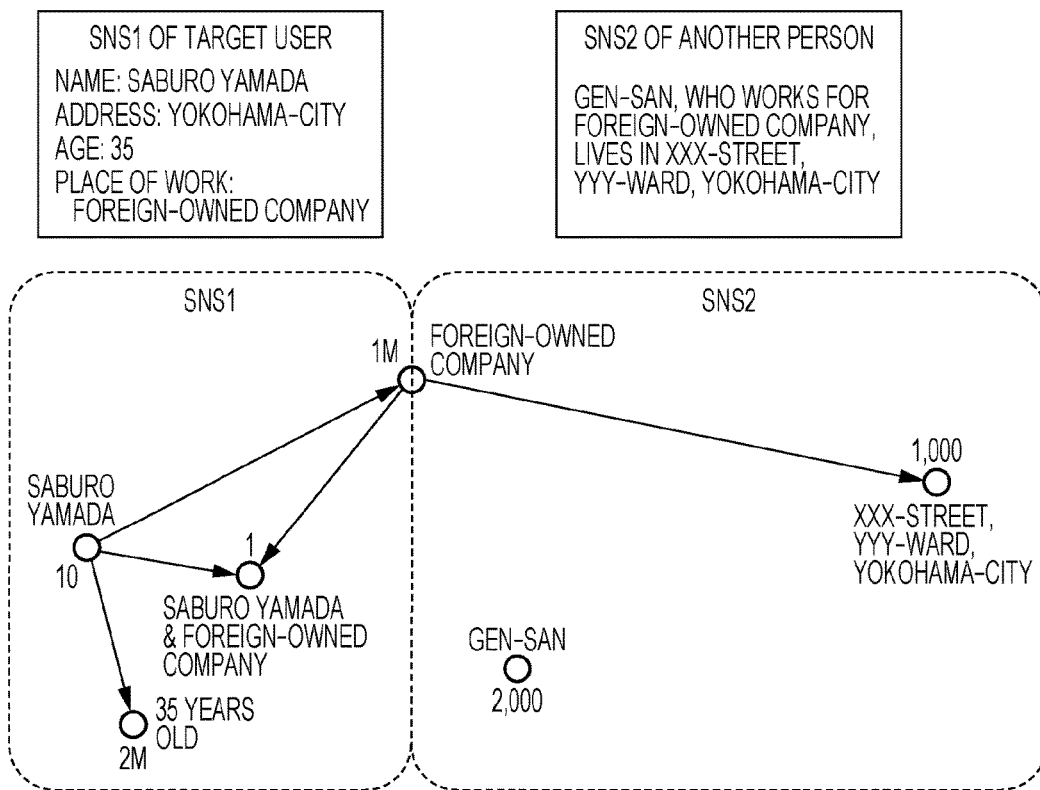 SNS1 OF TARGET USER
NAME: SABURO YAMADA
ADDRESS: YOKOHAMA-CITY
AGE: 35
PLACE OF WORK:
FOREIGN-OWNED COMPANY
SNS2 OF ANOTHER PERSON
GEN-SAN, WHO WORKS FOR
FOREIGN-OWNED COMPANY,
LIVES IN XXX-STREET,
YYY-WARD, YOKOHAMA-CITY
SNS1
SNS2
1M
FOREIGN-OWNED
COMPANY
1,000
XXX-STREET,
YYY-WARD,
YOKOHAMA-CITY
SABURO
YAMADA
10
1
SABURO YAMADA
& FOREIGN-OWNED
COMPANY
GEN-SAN
2,000
35 YEARS
OLD
2M